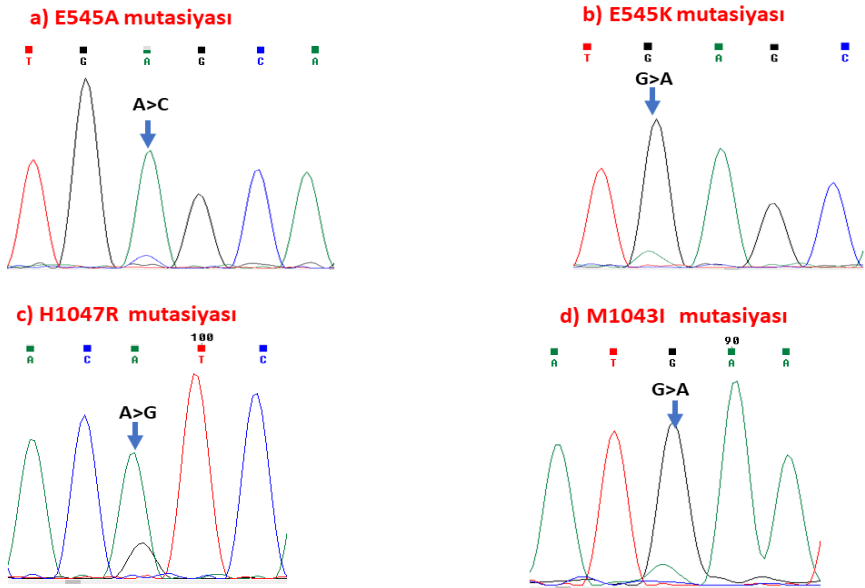 a) E545A mutasiyası
T G A G C A
A>C
b) E545K mutasiyası
T G A G C
G>A
c) H1047R mutasiyası
100
A C A T C
A>G
d) M1043I mutasiyası
90
A T G A A
G>A